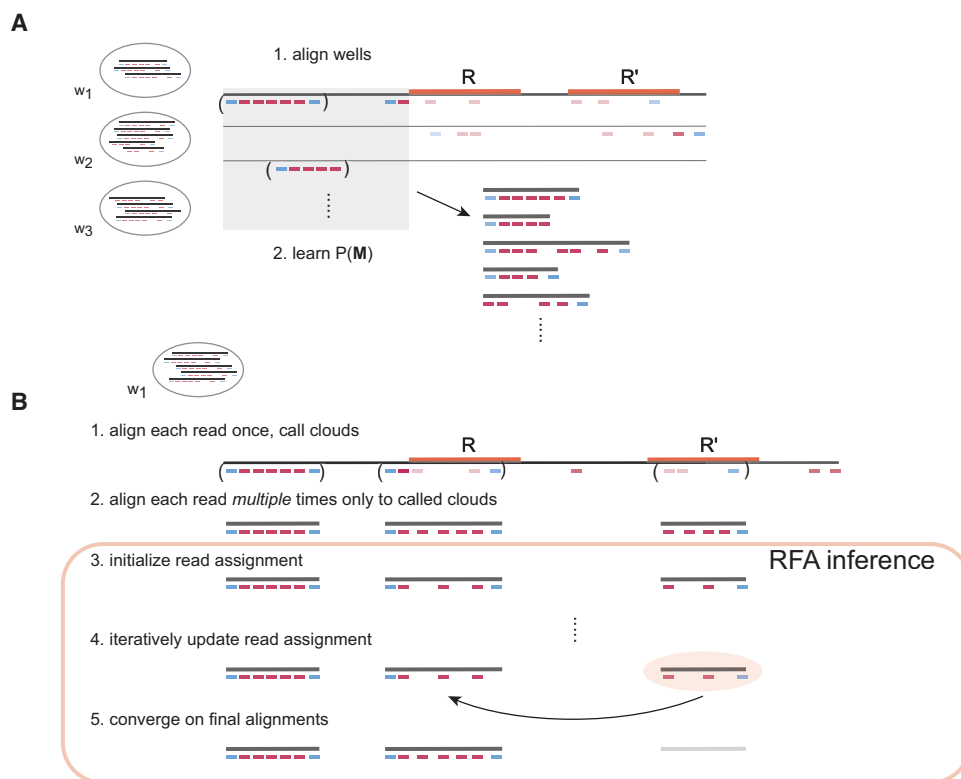 A
1. align wells
R R'
w1
w2
w3
2. learn P(M)
w1
B
1. align each read once, call clouds
R R'
2. align each read multiple times only to called clouds
3. initialize read assignment
RFA inference
4. iteratively update read assignment
5. converge on final alignments